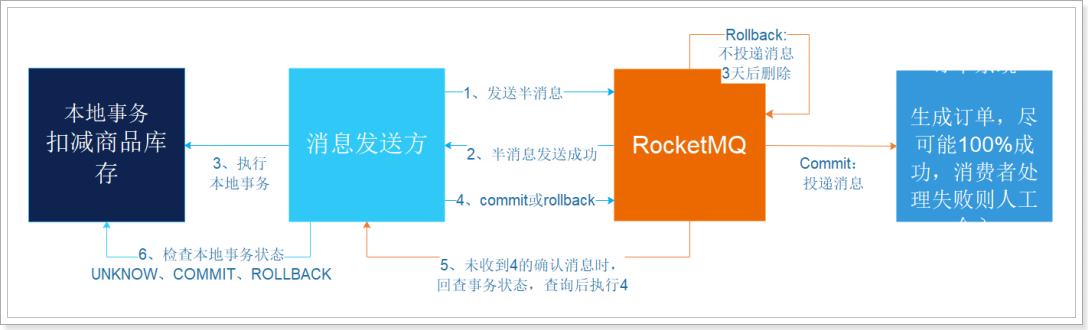 Rollback:
不投递消息
3天后删除
本地事务
扣减商品库
存
消息发送方
1、发送半消息
RocketMQ
2、半消息发送成功
3、执行
本地事务
4、commit或rollback
Commit：
投递消息
生成订单，尽
可能100%成
功，消费者处
理失败则人工
6、检查本地事务状态
UNKNOW、COMMIT、ROLLBACK
5、未收到4的确认消息时，
回查事务状态，查询后执行4